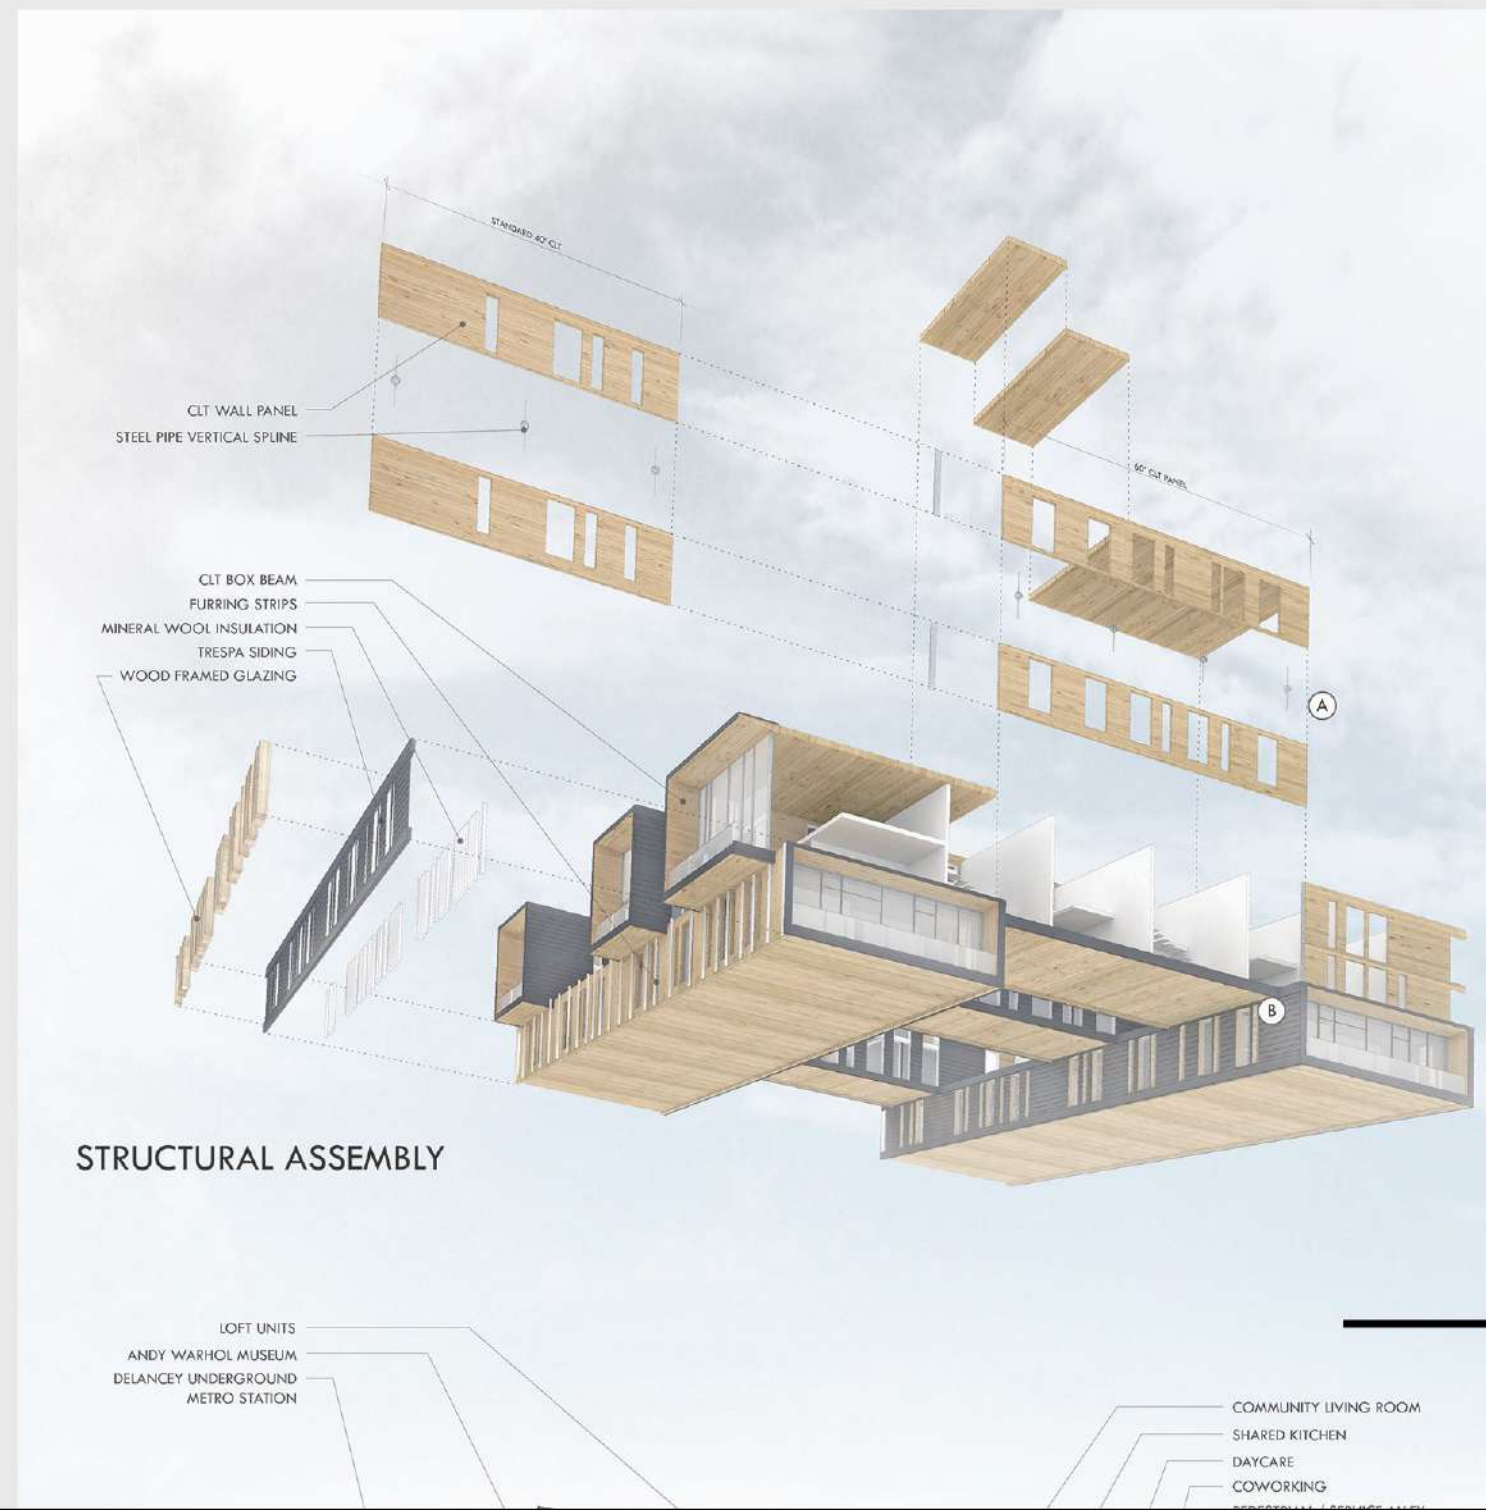 STANDARD 40' CLT
60' CLT PANEL
CLT WALL PANEL
STEEL PIPE VERTICAL SPLINE
CLT BOX BEAM
FURRING STRIPS
MINERAL WOOL INSULATION
TRESPA SIDING
WOOD FRAMED GLAZING
A
B
STRUCTURAL ASSEMBLY
LOFT UNITS
ANDY WARHOL MUSEUM
DELANCEY UNDERGROUND
METRO STATION
COMMUNITY LIVING ROOM
SHARED KITCHEN
DAYCARE
COWORKING